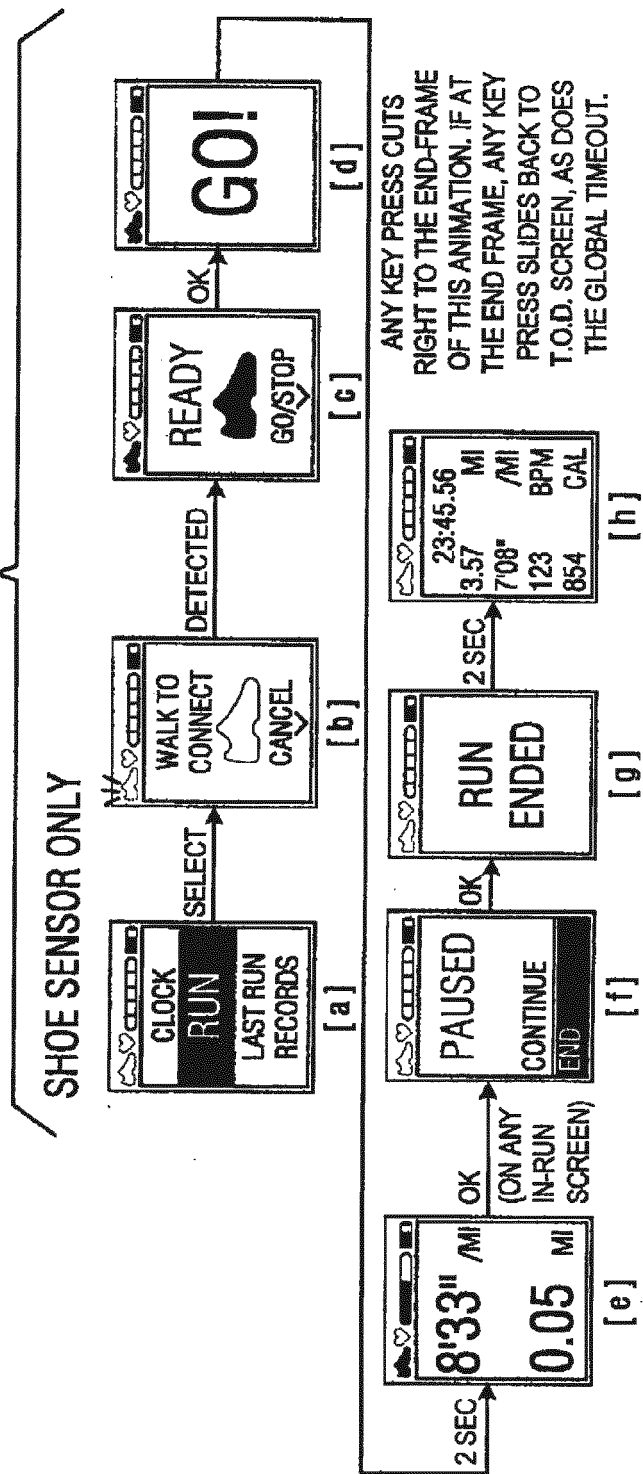 SHOE SENSOR ONLY
CLOCK
RUN
LAST RUN
RECORDS
[a]
SELECT
WALK TO
CONNECT
CANCEL
[b]
DETECTED
READY
GO/STOP
[c]
OK
GO!
[d]
2 SEC
8'33" /MI
0.05 MI
[e]
OK
(ON ANY
IN-RUN
SCREEN)
PAUSED
CONTINUE
END
[f]
OK
RUN
ENDED
[g]
2 SEC
23:45.56
3.57 MI
7'08" /MI
123 BPM
854 CAL
[h]
ANY KEY PRESS CUTS
RIGHT TO THE END-FRAME
OF THIS ANIMATION. IF AT
THE END FRAME, ANY KEY
PRESS SLIDES BACK TO
T.O.D. SCREEN, AS DOES
THE GLOBAL TIMEOUT.